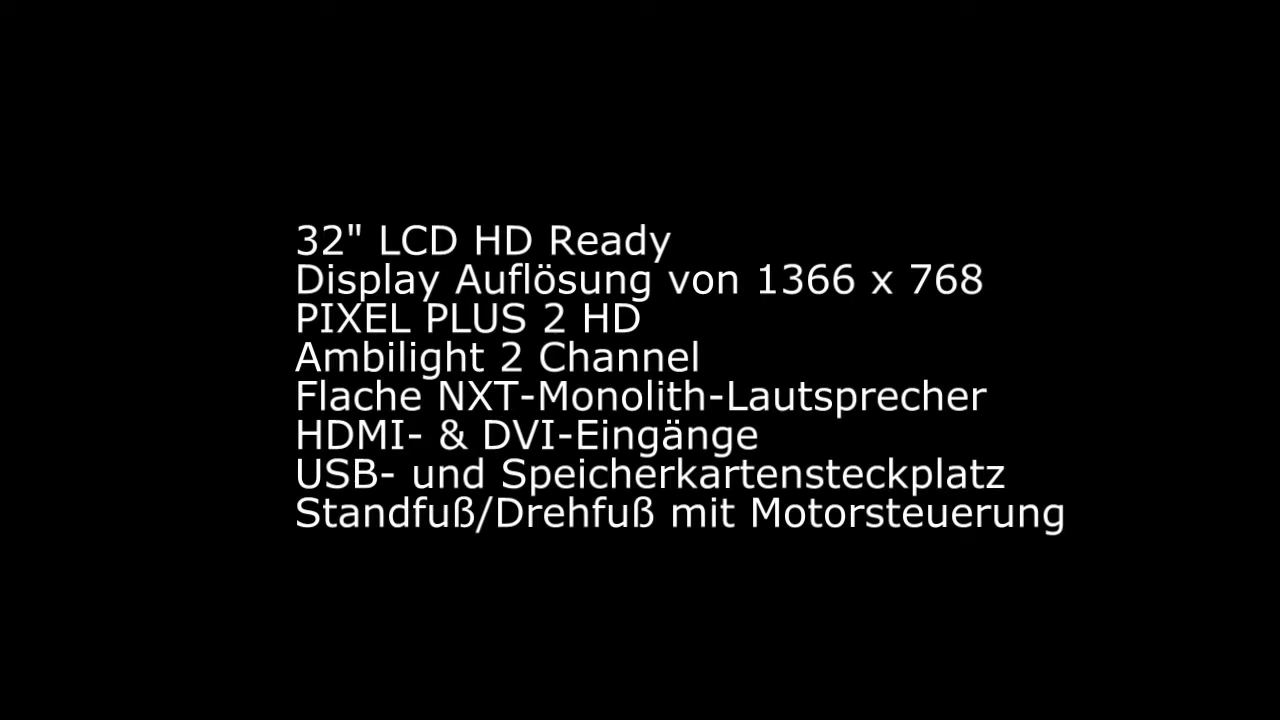 32" LCD HD Ready
Display Auflösung von 1366 x 768
PIXEL PLUS 2 HD
Ambilight 2 Channel
Flache NXT-Monolith-Lautsprecher
HDMI- & DVI-Eingänge
USB- und Speicherkartensteckplatz
Standfuß/Drehfuß mit Motorsteuerung